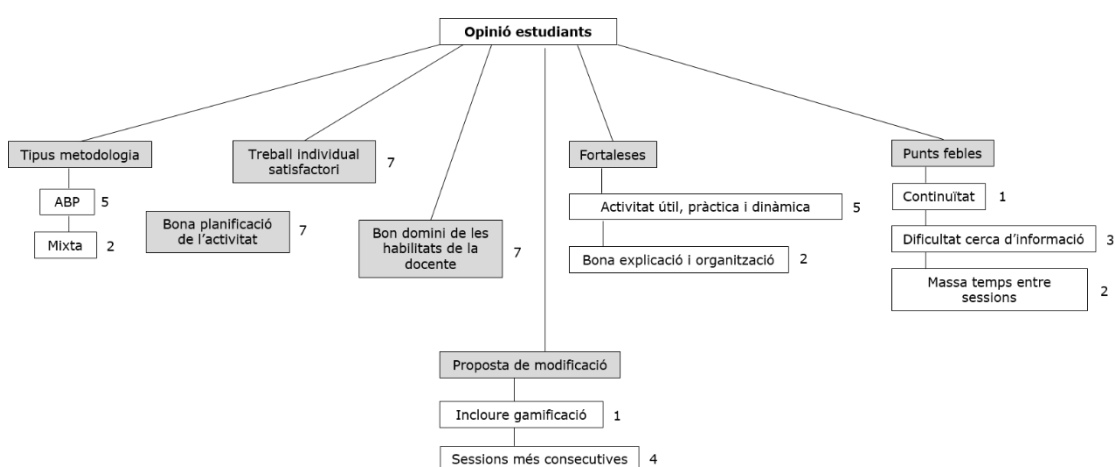 Opinió estudiants
Tipus metodologia
ABP 5
Mixta 2
Treball individual
satisfactori 7
Bona planificació
de l'activitat 7
Bon domini de les
habilitats de la
docente 7
Fortaleses
Activitat útil, pràctica i dinàmica 5
Bona explicació i organització 2
Punts febles
Continuïtat 1
Dificultat cerca d'informació 3
Massa temps entre
sessions 2
Proposta de modificació
Incloure gamificació 1
Sessions més consecutives 4